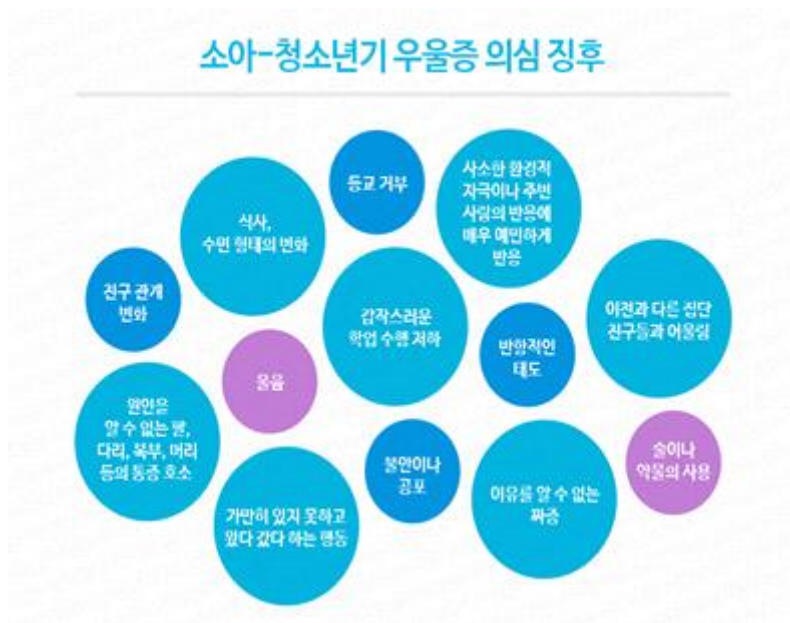 소아-청소년기 우울증 의심 징후
등교 거부
사소한 환경적
자극이나 주변
사람의 반응에
매우 예민하게
반응
식사,
수면 형태의 변화
친구 관계
변화
갑작스러운
학업 수행 저하
이전과 다른 집단
친구들과 어울림
반항적인
태도
울음
원인을
알 수 없는 팔,
다리, 복부, 머리
등의 통증 호소
불안이나
공포
술이나
약물의 사용
이유를 알 수 없는
짜증
가만히 있지 못하고
왔다 갔다 하는 행동